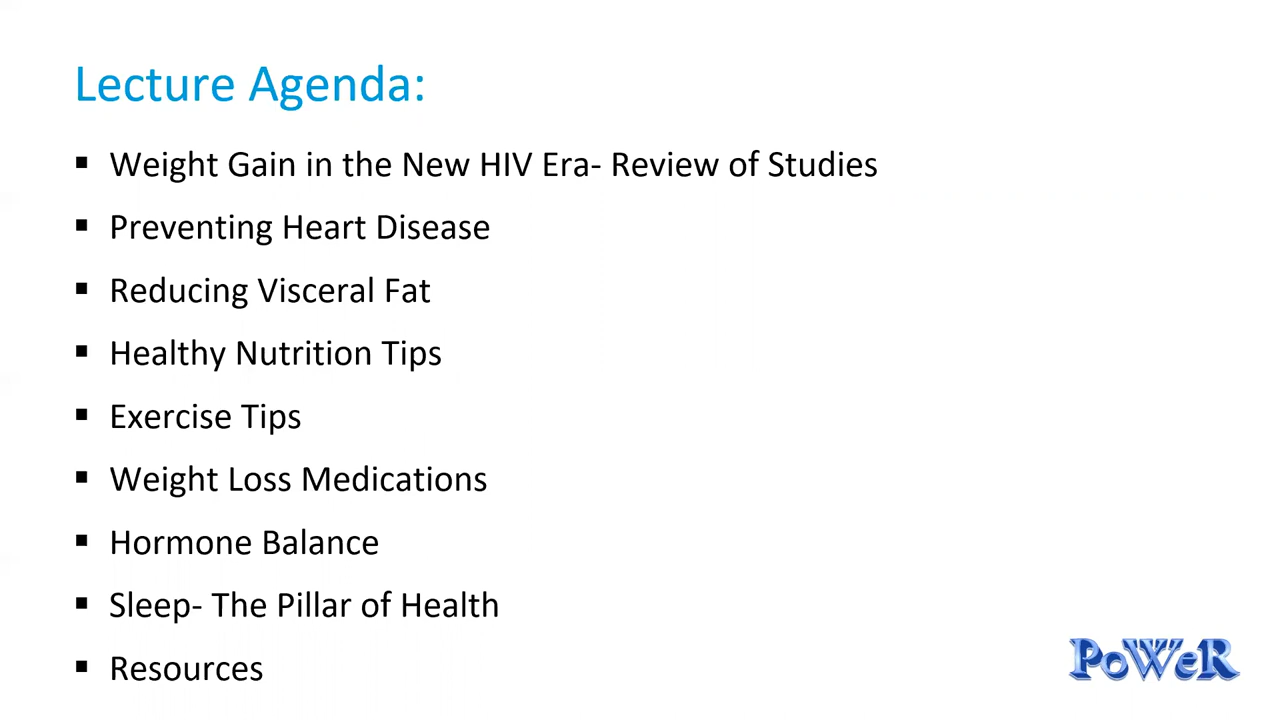 Lecture Agenda:
▪ Weight Gain in the New HIV Era- Review of Studies
▪ Preventing Heart Disease
▪ Reducing Visceral Fat
▪ Healthy Nutrition Tips
▪ Exercise Tips
▪ Weight Loss Medications
▪ Hormone Balance
▪ Sleep- The Pillar of Health
▪ Resources
PoWeR